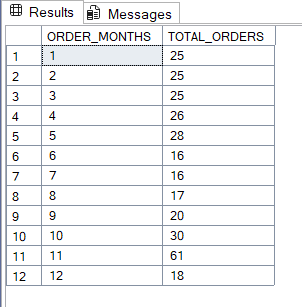 Results Messages
ORDER_MONTHS TOTAL_ORDERS
1 1 25
2 2 25
3 3 25
4 4 26
5 5 28
6 6 16
7 7 16
8 8 17
9 9 20
10 10 30
11 11 61
12 12 18